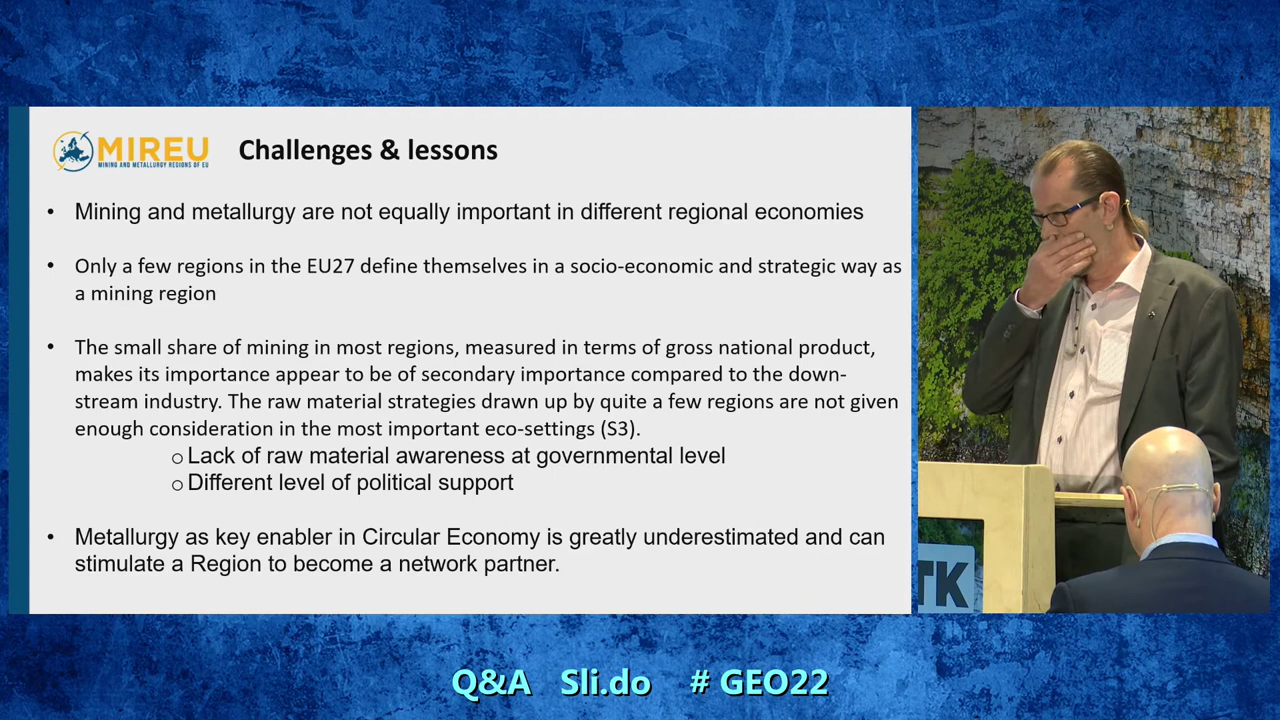 MIREU
MINING AND METALLURGY REGIONS OF EU
Challenges & lessons
• Mining and metallurgy are not equally important in different regional economies
• Only a few regions in the EU27 define themselves in a socio-economic and strategic way as
a mining region
• The small share of mining in most regions, measured in terms of gross national product,
makes its importance appear to be of secondary importance compared to the down-
stream industry. The raw material strategies drawn up by quite a few regions are not given
enough consideration in the most important eco-settings (S3).
o Lack of raw material awareness at governmental level
o Different level of political support
• Metallurgy as key enabler in Circular Economy is greatly underestimated and can
stimulate a Region to become a network partner.
TK
Q&A Sli.do # GEO22